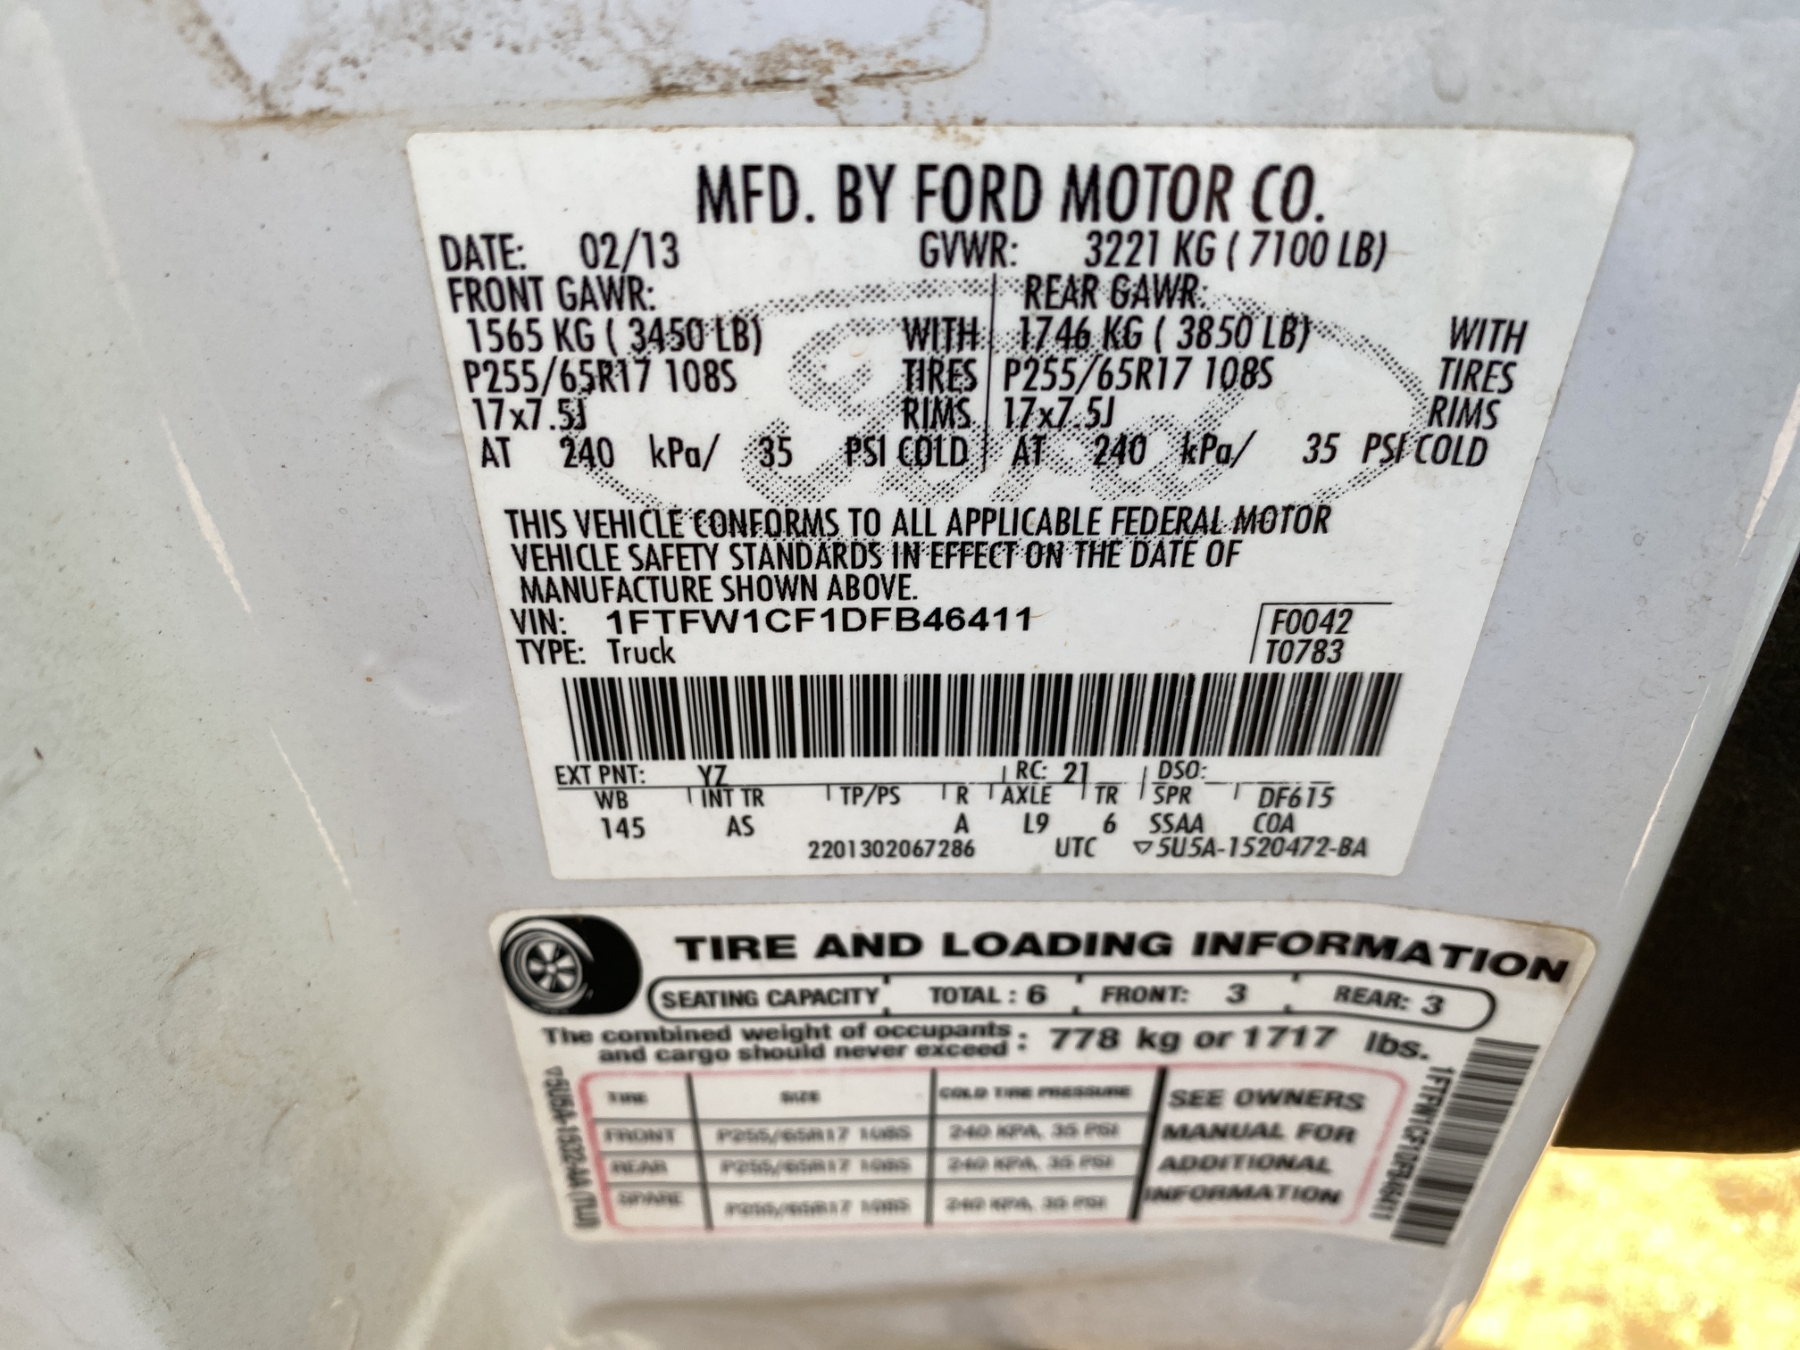 MFD. BY FORD MOTOR CO.
DATE: 02/13 GVWR: 3221 KG ( 7100 LB)
FRONT GAWR: REAR GAWR:
1565 KG ( 3450 LB) WITH 1746 KG ( 3850 LB) WITH
P255/65R17 108S TIRES P255/65R17 108S TIRES
17x7.5J RIMS 17x7.5J RIMS
AT 240 kPa/ 35 PSI COLD AT 240 kPa/ 35 PSI COLD
THIS VEHICLE CONFORMS TO ALL APPLICABLE FEDERAL MOTOR
VEHICLE SAFETY STANDARDS IN EFFECT ON THE DATE OF
MANUFACTURE SHOWN ABOVE.
VIN: 1FTFW1CF1DFB46411 F0042
TYPE: Truck T0783
EXT PNT: YZ RC: 21 DSO:
WB INT TR TP/PS R AXLE TR SPR DF615
145 AS A L9 6 SSAA C0A
2201302067286 UTC ▽5U5A-1520472-BA
Ford
TIRE AND LOADING INFORMATION
SEATING CAPACITY TOTAL : 6 FRONT: 3 REAR: 3
The combined weight of occupants
and cargo should never exceed : 778 kg or 1717 lbs.
TIRE SIZE COLD TIRE PRESSURE SEE OWNERS
FRONT P255/65R17 108S 240 KPA, 35 PSI MANUAL FOR
REAR P255/65R17 108S 240 KPA, 35 PSI ADDITIONAL
SPARE P255/65R17 108S 240 KPA, 35 PSI INFORMATION
▽5U5A-1532-AA (TLU)
1FTFW1CF1DFB46411